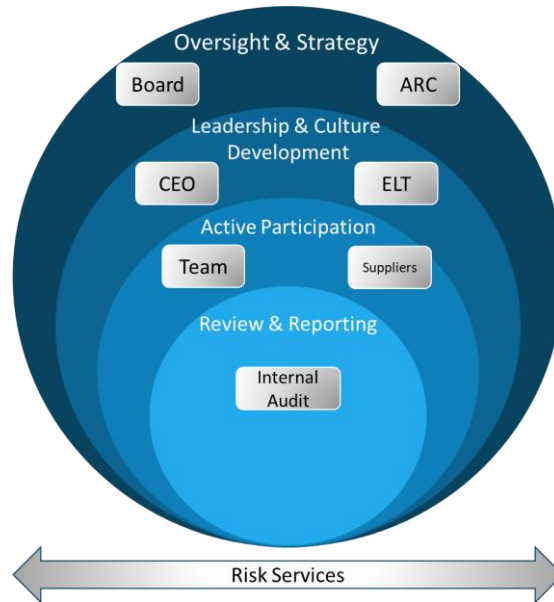 Oversight & Strategy
Board
ARC
Leadership & Culture
Development
CEO
ELT
Active Participation
Team
Suppliers
Review & Reporting
Internal
Audit
Risk Services